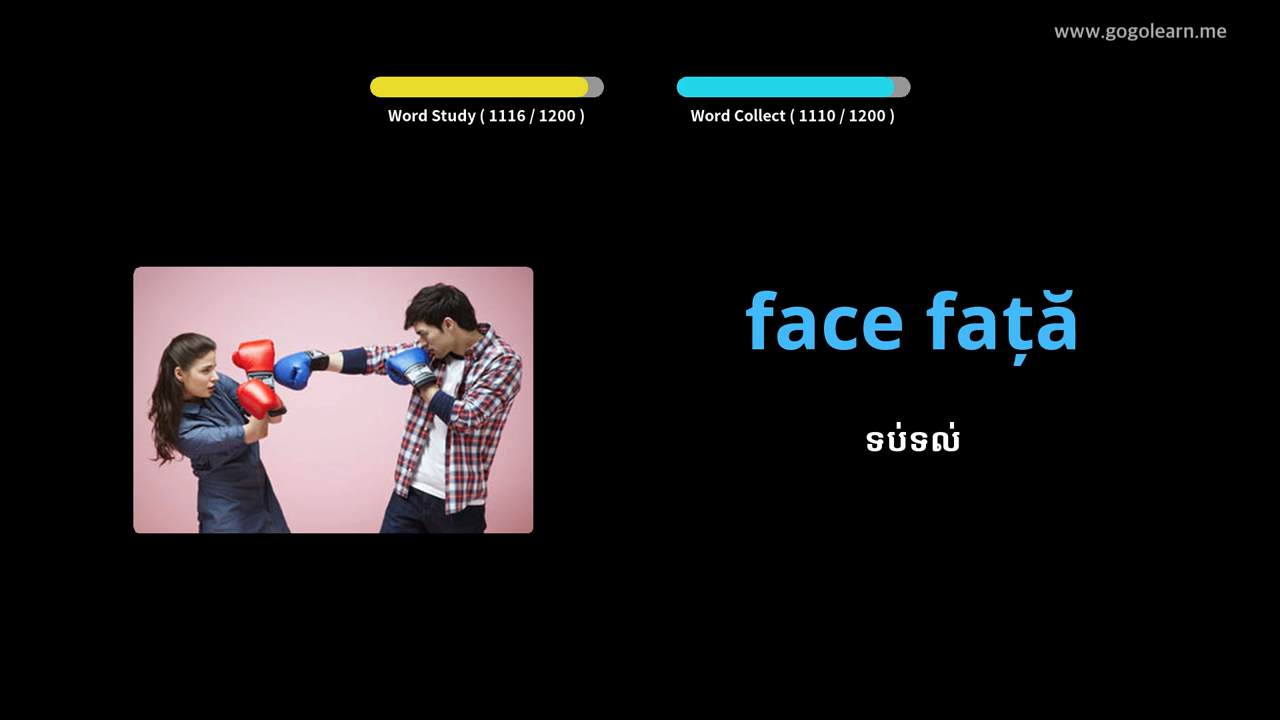 www.gogolearn.me
Word Study ( 1116 / 1200 )
Word Collect ( 1110 / 1200 )
face față
ទប់ទល់